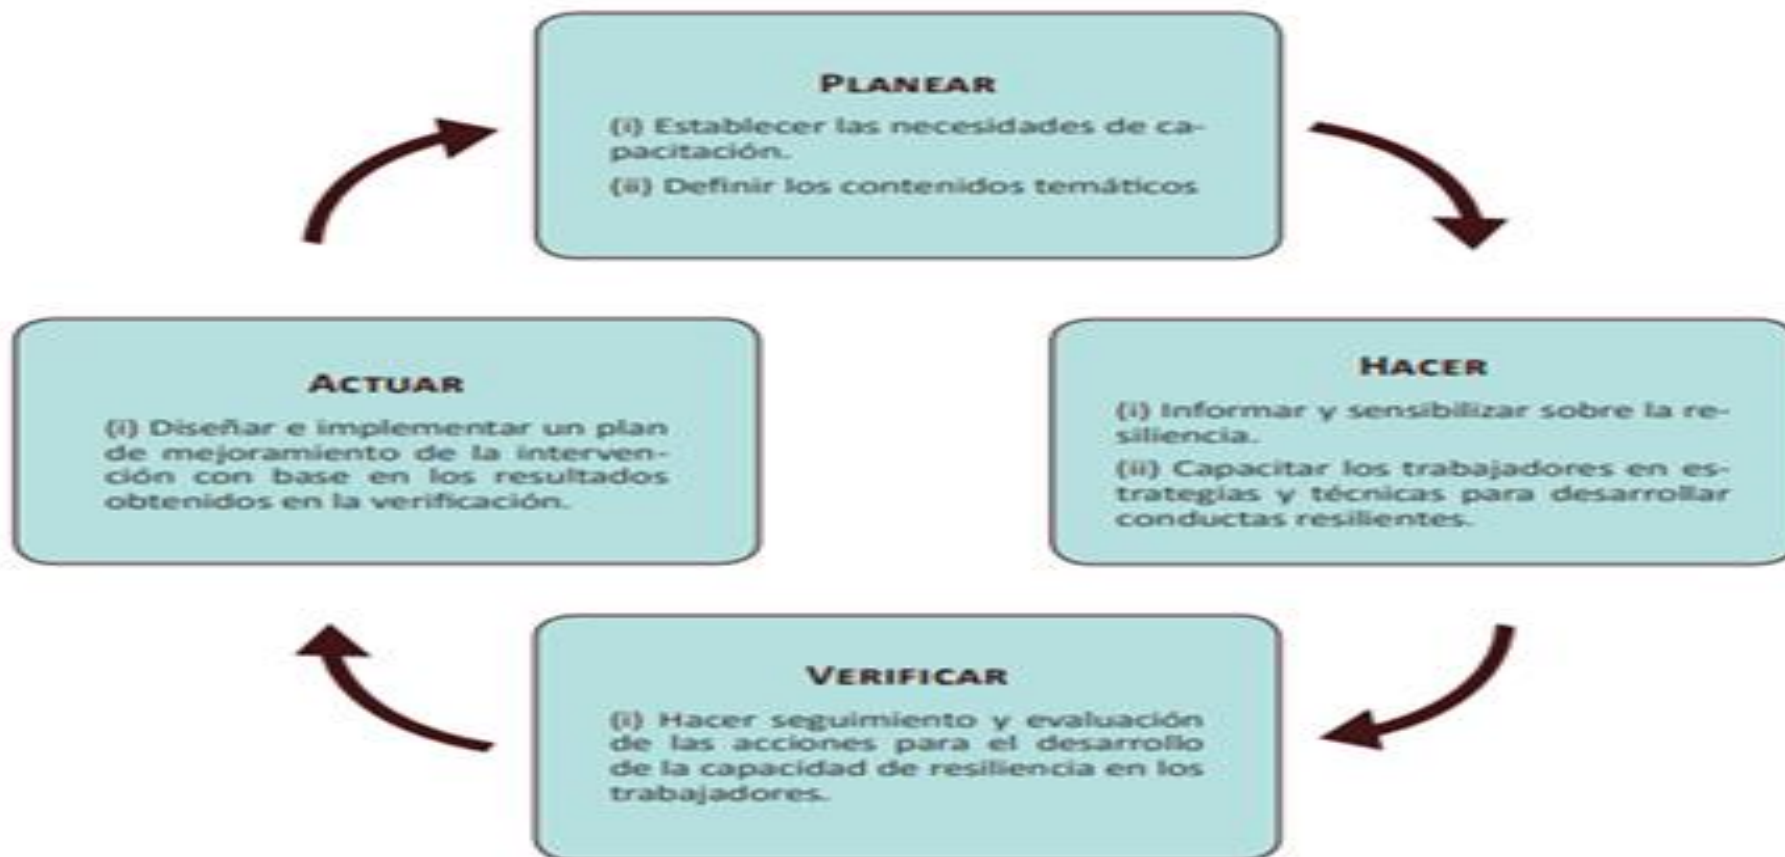 PLANEAR
(i) Establecer las necesidades de ca-
pacitación.
(ii) Definir los contenidos temáticos
ACTUAR
(i) Diseñar e implementar un plan
de mejoramiento de la interven-
ción con base en los resultados
obtenidos en la verificación.
HACER
(i) Informar y sensibilizar sobre la re-
siliencia.
(ii) Capacitar los trabajadores en es-
trategias y técnicas para desarrollar
conductas resilientes.
VERIFICAR
(i) Hacer seguimiento y evaluación
de las acciones para el desarrollo
de la capacidad de resiliencia en los
trabajadores.